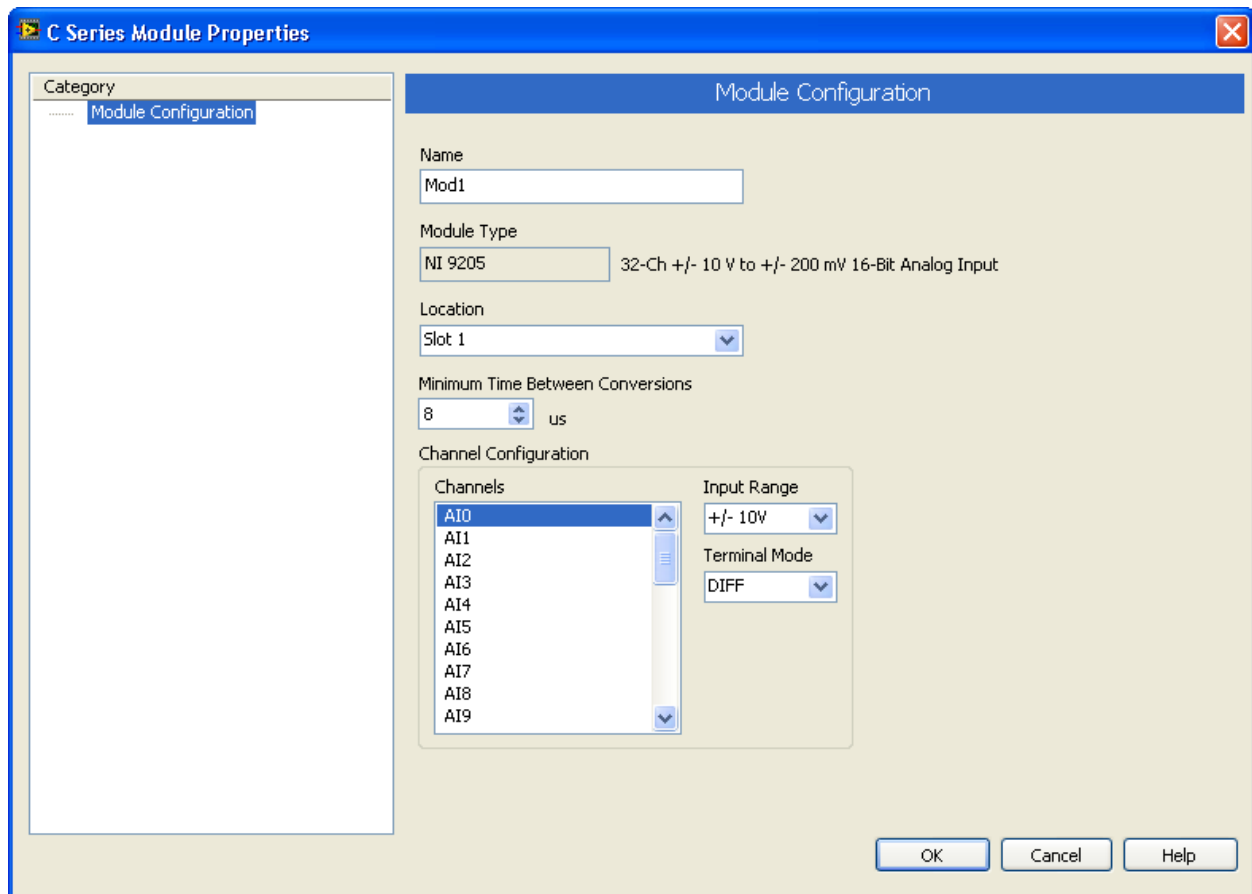 C Series Module Properties
Category
Module Configuration
Module Configuration
Name
Mod1
Module Type
NI 9205
32-Ch +/- 10 V to +/- 200 mV 16-Bit Analog Input
Location
Slot 1
Minimum Time Between Conversions
8
us
Channel Configuration
Channels
AI0
AI1
AI2
AI3
AI4
AI5
AI6
AI7
AI8
AI9
Input Range
+/- 10V
Terminal Mode
DIFF
OK
Cancel
Help